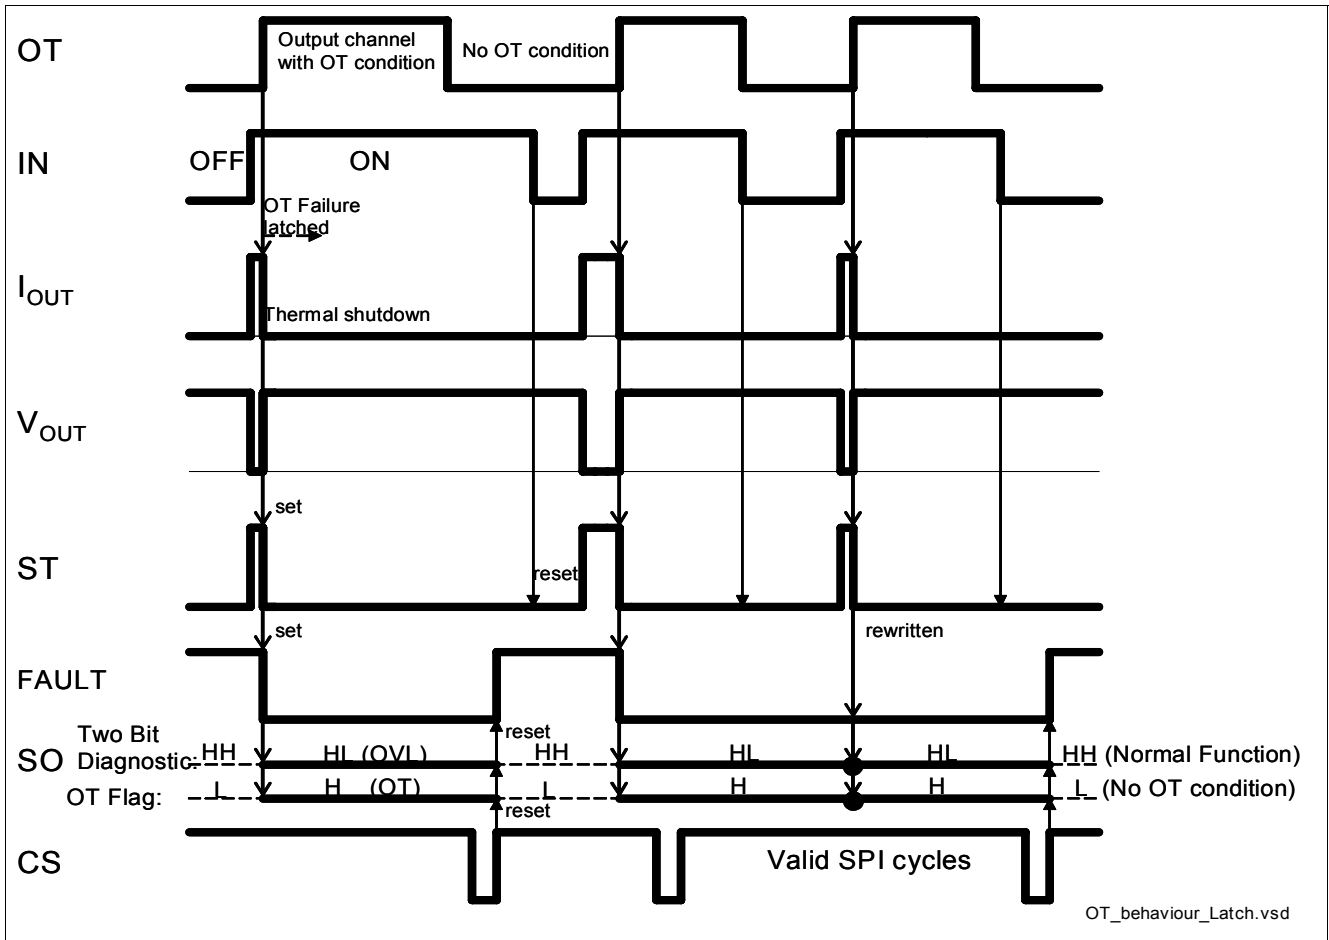 OT
Output channel
with OT condition
No OT condition
IN
OFF
ON
OT Failure
latched
IOUT
Thermal shutdown
VOUT
set
ST
reset
set
rewritten
FAULT
reset
SO
Two Bit
Diagnostic:
HH
HL (OVL)
HH
HL
HL
HH (Normal Function)
OT Flag:
L
H (OT)
L
H
H
L (No OT condition)
reset
CS
Valid SPI cycles
OT_behaviour_Latch.vsd